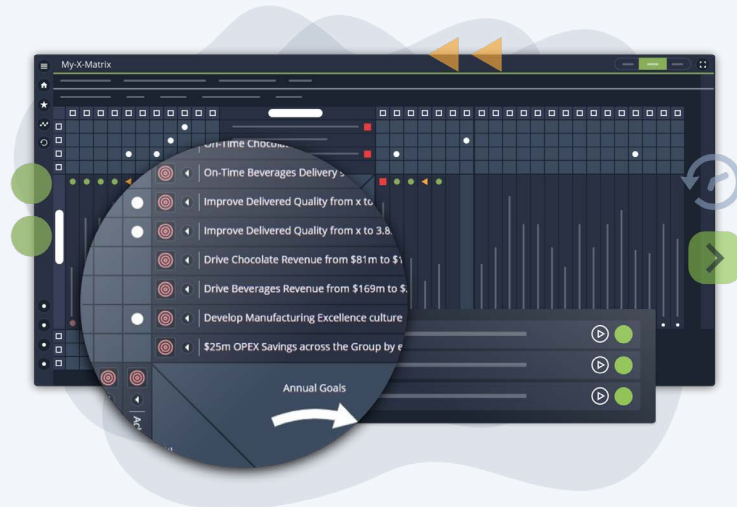 My-X-Matrix
On-Time
On-Time Beverages Delivery
Improve Delivered Quality from x to
Improve Delivered Quality from x to 3.8
Drive Chocolate Revenue from $81m to
Drive Beverages Revenue from $169m to
Develop Manufacturing Excellence culture
$25m OPEX Savings across the Group by
Annual Goals